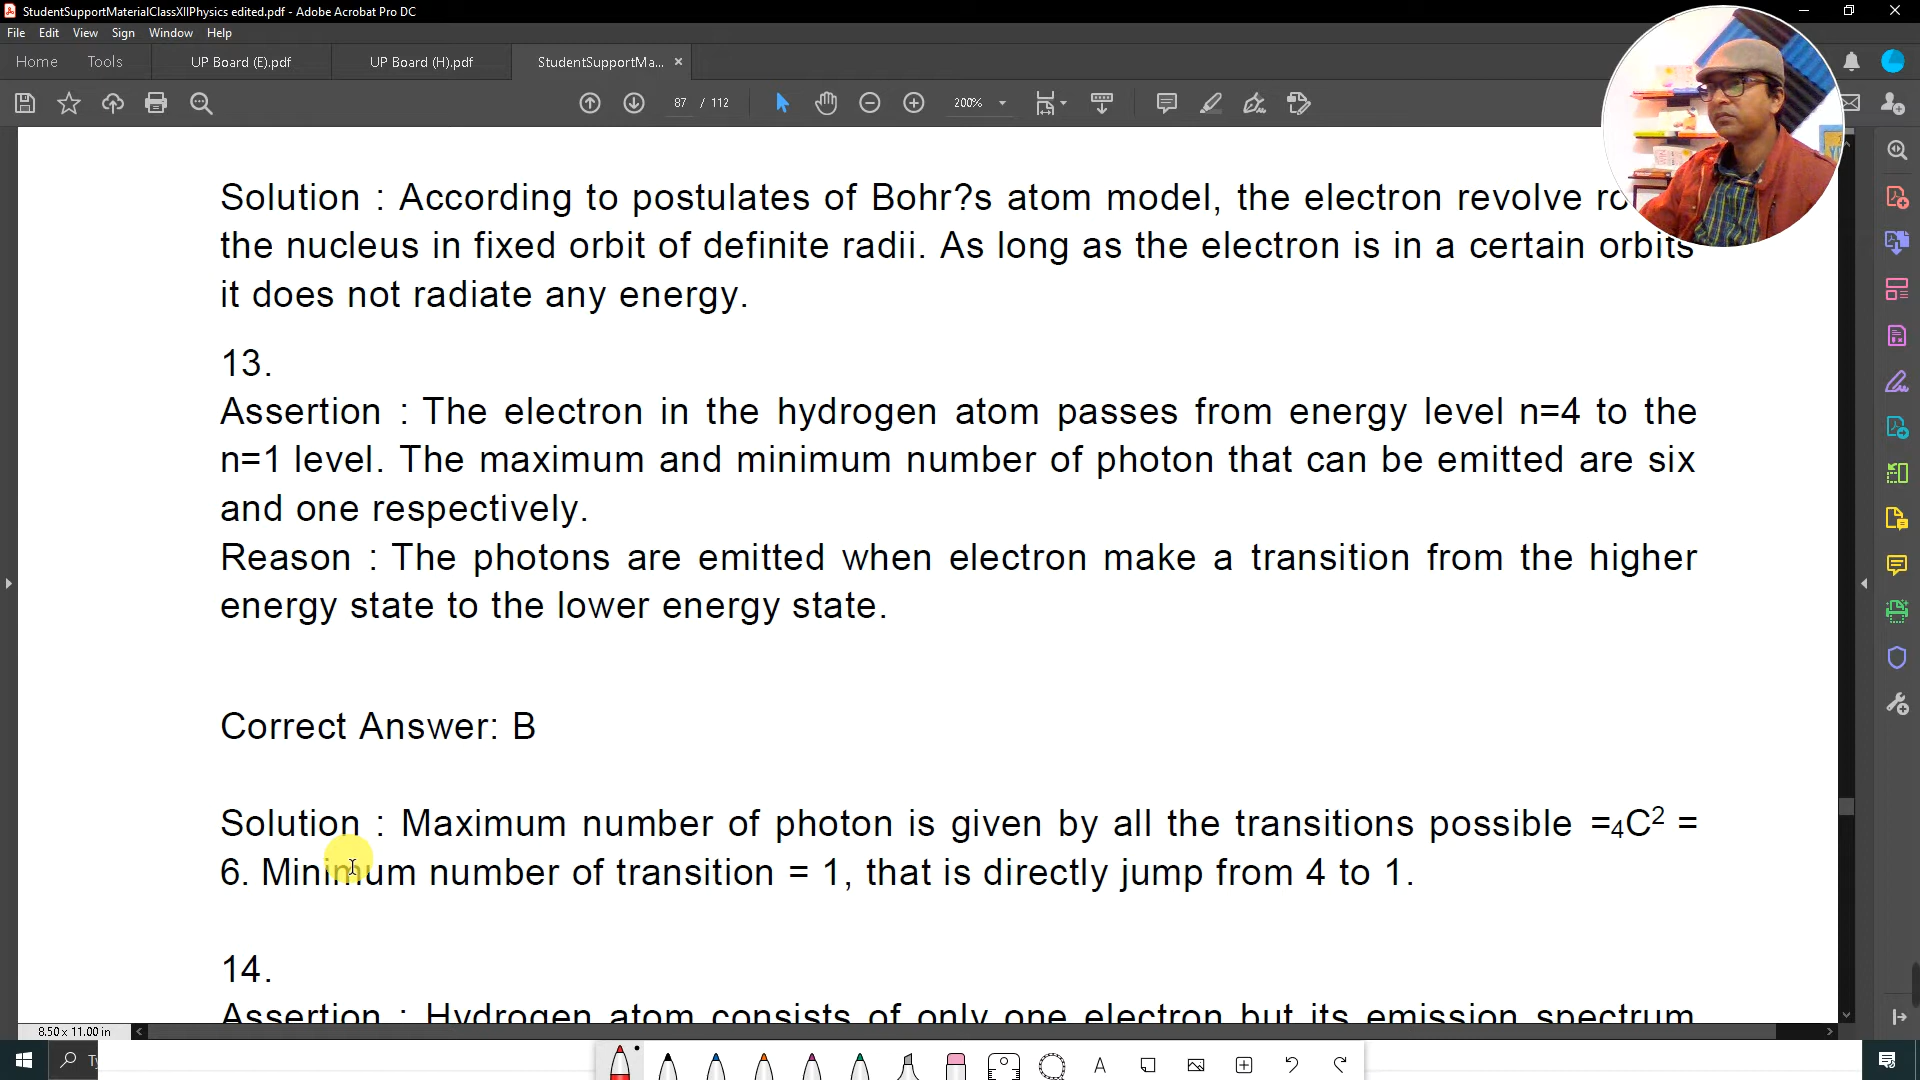 StudentSupportMaterialClassXIIPhysics edited.pdf - Adobe Acrobat Pro DC
File Edit View Sign Window Help
Home Tools UP Board (E).pdf UP Board (H).pdf StudentSupportMa... ×
87 / 112 200%
Solution : According to postulates of Bohr?s atom model, the electron revolve
the nucleus in fixed orbit of definite radii. As long as the electron is in a certain orbits
it does not radiate any energy.
13.
Assertion : The electron in the hydrogen atom passes from energy level n=4 to the
n=1 level. The maximum and minimum number of photon that can be emitted are six
and one respectively.
Reason : The photons are emitted when electron make a transition from the higher
energy state to the lower energy state.
Correct Answer: B
Solution : Maximum number of photon is given by all the transitions possible =₄C² =
6. Minimum number of transition = 1, that is directly jump from 4 to 1.
14.
Assertion : Hydrogen atom consists of only one electron but its emission spectrum
8.50 x 11.00 in